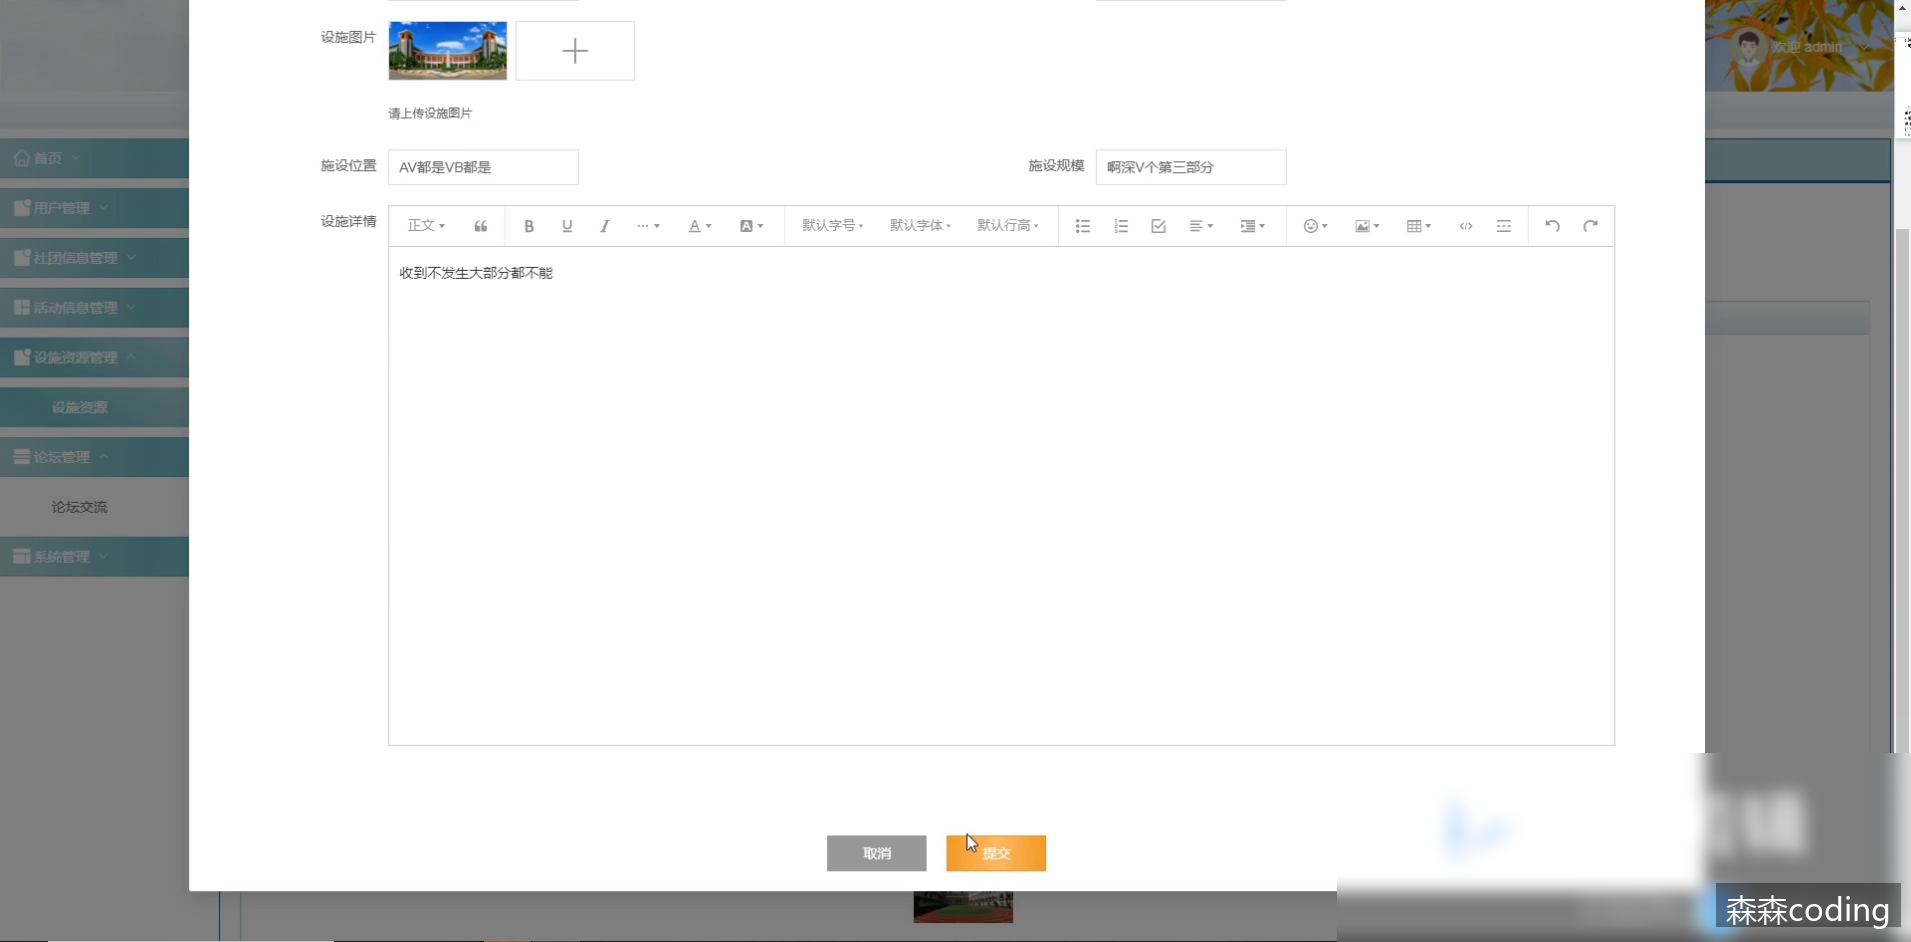 设施图片
欢迎 admin
请上传设施图片
首页
施设位置 AV都是VB都是 施设规模 啊深V个第三部分
用户管理
设施详情 正文 B U I A A 默认字号 默认字体 默认行高
社团信息管理
收到不发生大部分都不能
活动信息管理
设施资源管理
设施资源
论坛管理
论坛交流
系统管理
取消 提交
森森coding